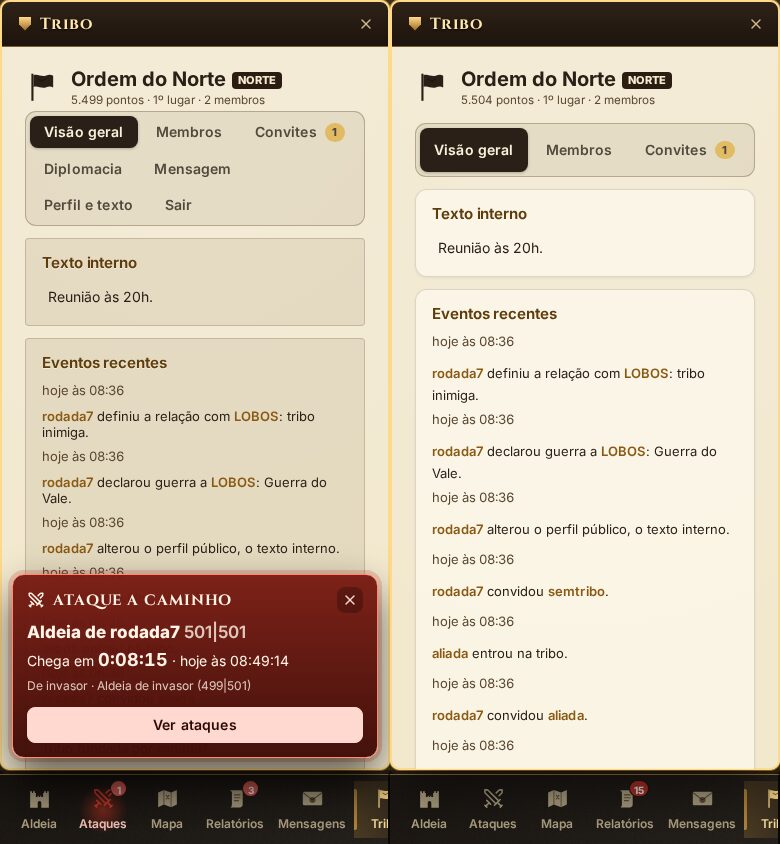 Tribo
Ordem do Norte NORTE
5.499 pontos · 1º lugar · 2 membros
Visão geral Membros Convites 1
Diplomacia Mensagem
Perfil e texto Sair
Texto interno
Reunião às 20h.
Eventos recentes
hoje às 08:36
rodada7 definiu a relação com LOBOS: tribo
inimiga.
hoje às 08:36
rodada7 declarou guerra a LOBOS: Guerra do
Vale.
hoje às 08:36
rodada7 alterou o perfil público, o texto interno.
hoje às 08:36
ATAQUE A CAMINHO
Aldeia de rodada7 501|501
Chega em 0:08:15 · hoje às 08:49:14
De invasor · Aldeia de invasor (499|501)
Ver ataques
1 3
Aldeia Ataques Mapa Relatórios Mensagens Trib
Tribo
Ordem do Norte NORTE
5.504 pontos · 1º lugar · 2 membros
Visão geral Membros Convites 1
Texto interno
Reunião às 20h.
Eventos recentes
hoje às 08:36
rodada7 definiu a relação com LOBOS: tribo
inimiga.
hoje às 08:36
rodada7 declarou guerra a LOBOS: Guerra do
Vale.
hoje às 08:36
rodada7 alterou o perfil público, o texto interno.
hoje às 08:36
rodada7 convidou semtribo.
hoje às 08:36
aliada entrou na tribo.
hoje às 08:36
rodada7 convidou aliada.
hoje às 08:36
15
Aldeia Ataques Mapa Relatórios Mensagens Trib